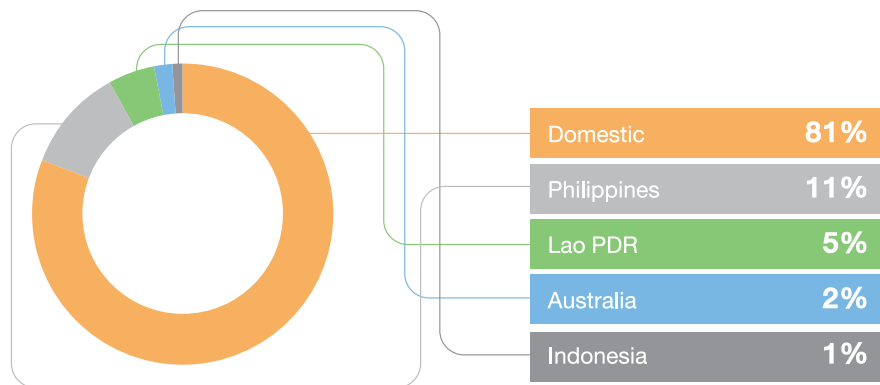 Domestic 81%
Philippines 11%
Lao PDR 5%
Australia 2%
Indonesia 1%